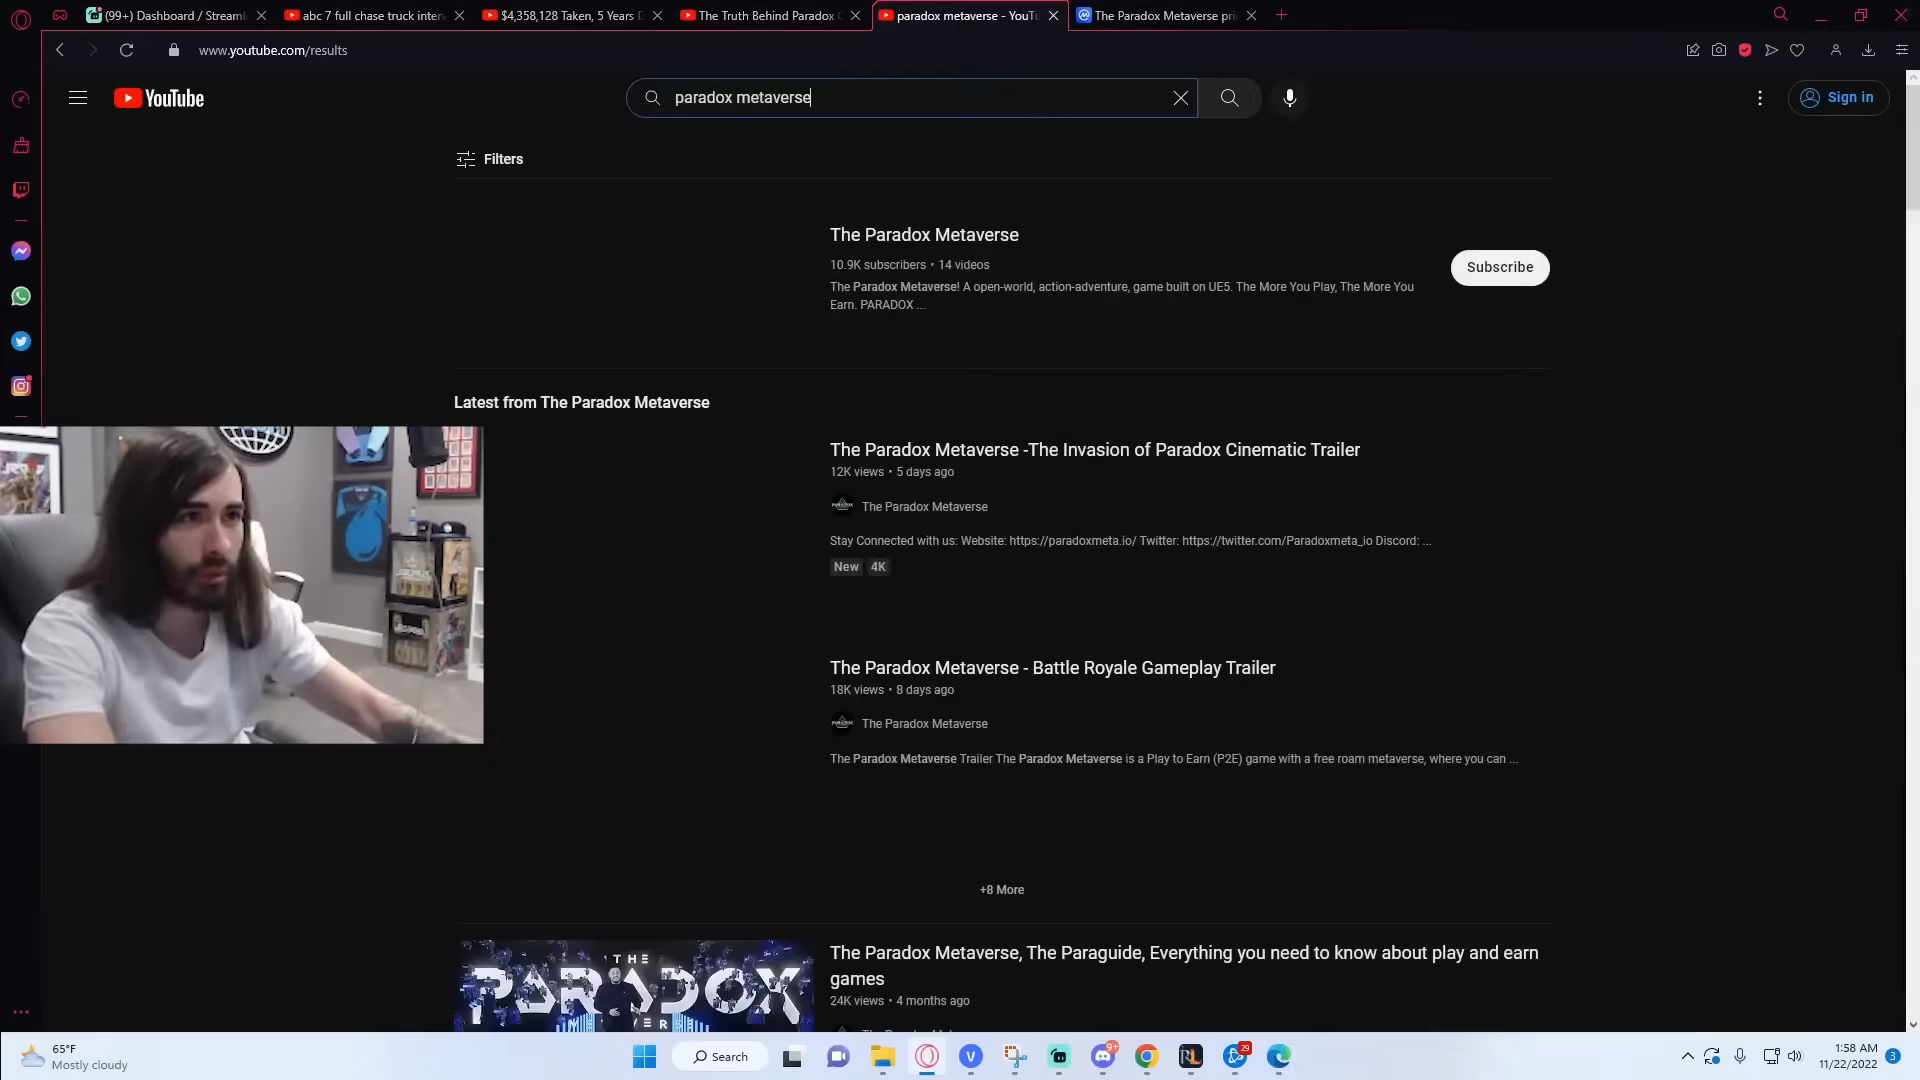 (99+) Dashboard / Streaml
abc 7 full chase truck interv
$4,358,128 Taken, 5 Years D
The Truth Behind Paradox
paradox metaverse - YouTu
The Paradox Metaverse pri
www.youtube.com/results
YouTube
paradox metaverse
Sign in
Filters
The Paradox Metaverse
10.9K subscribers • 14 videos
The Paradox Metaverse! A open-world, action-adventure, game built on UE5. The More You Play, The More You
Earn. PARADOX ...
Subscribe
Latest from The Paradox Metaverse
The Paradox Metaverse -The Invasion of Paradox Cinematic Trailer
12K views • 5 days ago
The Paradox Metaverse
Stay Connected with us: Website: https://paradoxmeta.io/ Twitter: https://twitter.com/Paradoxmeta_io Discord: ...
New 4K
The Paradox Metaverse - Battle Royale Gameplay Trailer
18K views • 8 days ago
The Paradox Metaverse
The Paradox Metaverse Trailer The Paradox Metaverse is a Play to Earn (P2E) game with a free roam metaverse, where you can ...
+8 More
THE
PARADOX
The Paradox Metaverse, The Paraguide, Everything you need to know about play and earn
games
24K views • 4 months ago
65°F
Mostly cloudy
Search
9+
29
1:58 AM
11/22/2022
3